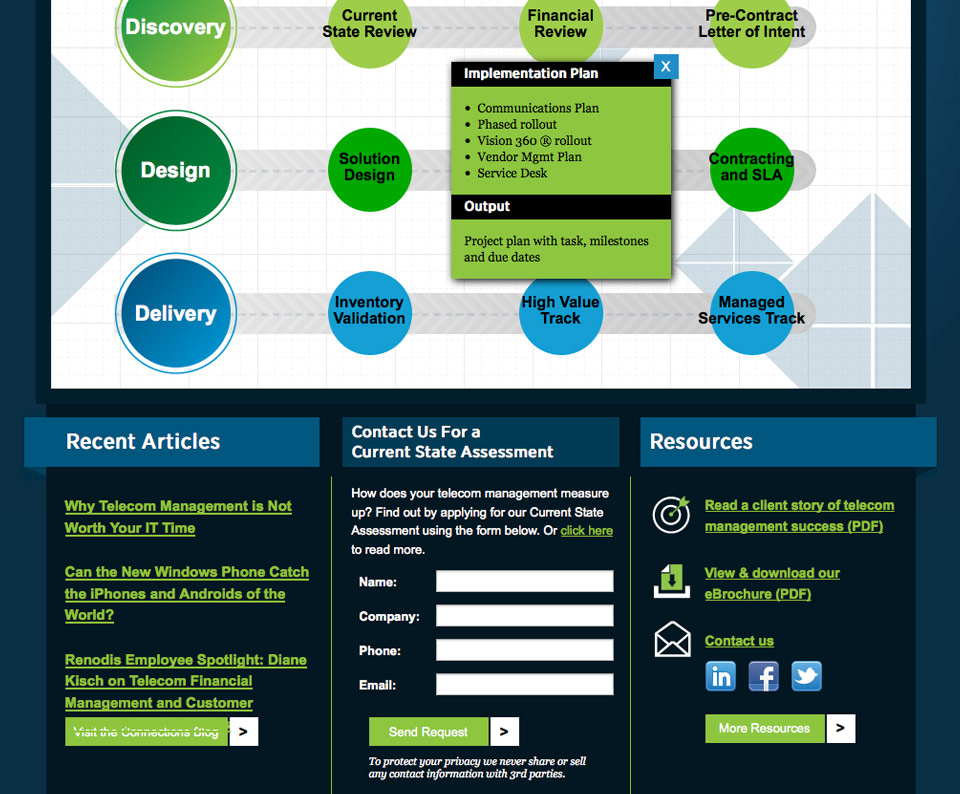 Discovery
Current
State Review
Financial
Review
Pre-Contract
Letter of Intent
X
Implementation Plan
• Communications Plan
• Phased rollout
• Vision 360 ® rollout
• Vendor Mgmt Plan
• Service Desk
Output
Project plan with task, milestones
and due dates
Design
Solution
Design
Contracting
and SLA
Delivery
Inventory
Validation
High Value
Track
Managed
Services Track
Recent Articles
Why Telecom Management is Not
Worth Your IT Time
Can the New Windows Phone Catch
the iPhones and Androids of the
World?
Renodis Employee Spotlight: Diane
Kisch on Telecom Financial
Management and Customer
Visit the Connections Blog >
Contact Us For a
Current State Assessment
How does your telecom management measure
up? Find out by applying for our Current State
Assessment using the form below. Or click here
to read more.
Name:
Company:
Phone:
Email:
Send Request >
To protect your privacy we never share or sell
any contact information with 3rd parties.
Resources
Read a client story of telecom
management success (PDF)
View & download our
eBrochure (PDF)
Contact us
in f
More Resources >